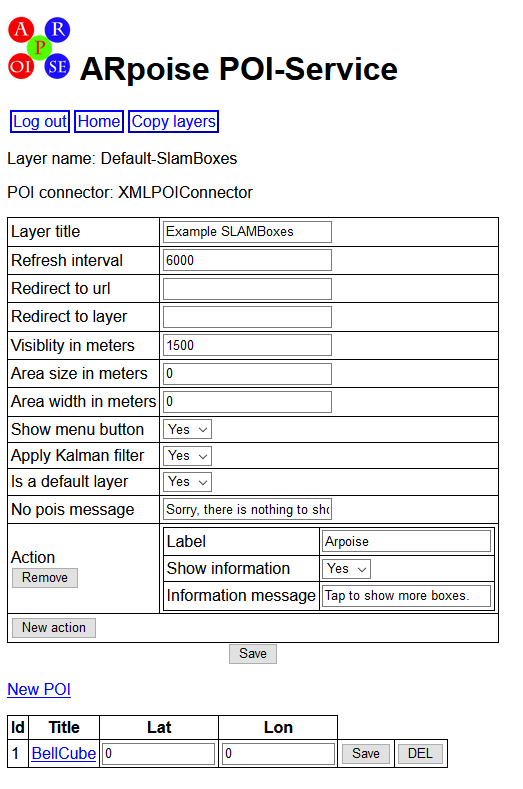 A R
P
OI SE
ARpoise POI-Service
Log out Home Copy layers
Layer name: Default-SlamBoxes
POI connector: XMLPOIConnector
Layer title Example SLAMBoxes
Refresh interval 6000
Redirect to url
Redirect to layer
Visiblity in meters 1500
Area size in meters 0
Area width in meters 0
Show menu button Yes
Apply Kalman filter Yes
Is a default layer Yes
No pois message Sorry, there is nothing to sh
Action
Remove
Label Arpoise
Show information Yes
Information message Tap to show more boxes.
New action
Save
New POI
Id Title Lat Lon
1 BellCube 0 0 Save DEL